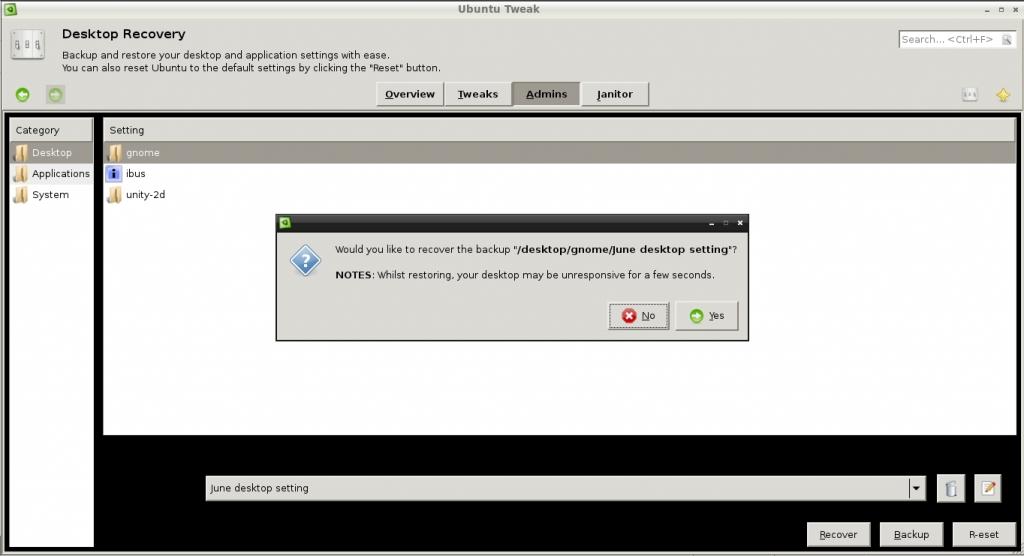 Ubuntu Tweak
Desktop Recovery
Backup and restore your desktop and application settings with ease.
You can also reset Ubuntu to the default settings by clicking the "Reset" button.
Search... <Ctrl+F>
Overview
Tweaks
Admins
Janitor
Category
Setting
Desktop
gnome
Applications
ibus
System
unity-2d
Would you like to recover the backup "/desktop/gnome/June desktop setting"?
NOTES: Whilst restoring, your desktop may be unresponsive for a few seconds.
No
Yes
June desktop setting
Recover
Backup
R-eset